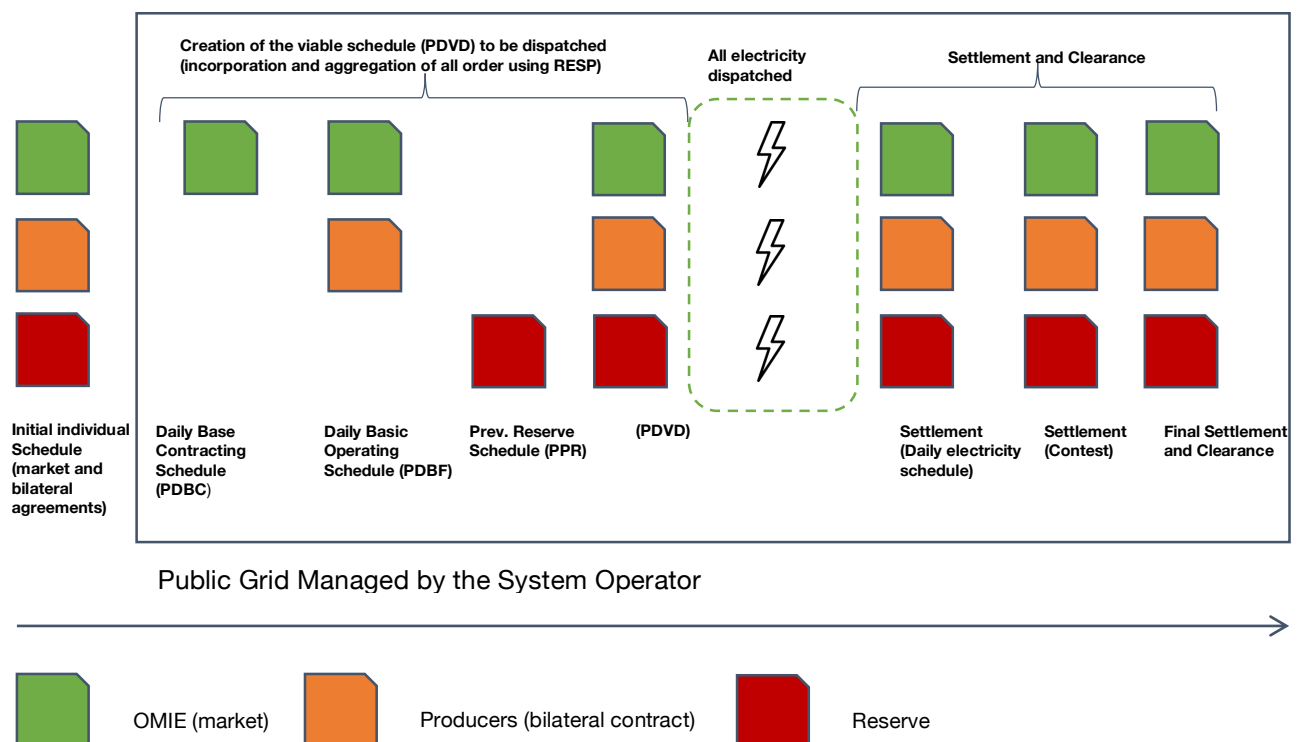 Creation of the viable schedule (PDVD) to be dispatched
(incorporation and aggregation of all order using RESP)
All electricity
dispatched
Settlement and Clearance
Initial individual
Schedule
(market and
bilateral
agreements)
Daily Base
Contracting
Schedule
(PDBC)
Daily Basic
Operating
Schedule (PDBF)
Prev. Reserve
Schedule (PPR)
(PDVD)
Settlement
(Daily electricity
schedule)
Settlement
(Contest)
Final Settlement
and Clearance
Public Grid Managed by the System Operator
OMIE (market)
Producers (bilateral contract)
Reserve